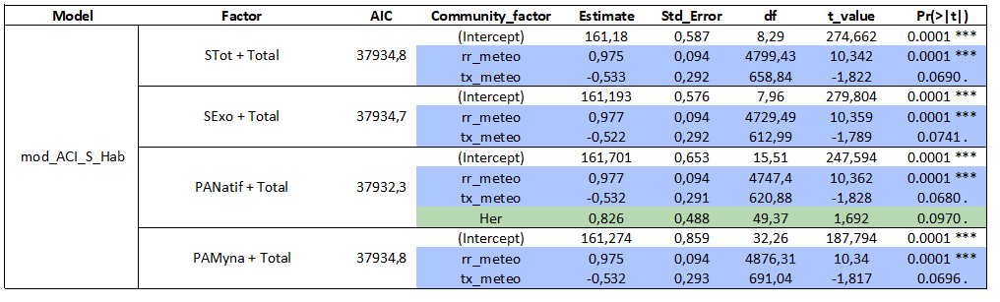 Model Factor AIC Community_factor Estimate Std_Error df t_value Pr(>|t|)
mod_ACI_S_Hab
STot + Total 37934,8
(Intercept) 161,18 0,587 8,29 274,662 0.0001 ***
rr_meteo 0,975 0,094 4799,43 10,342 0.0001 ***
tx_meteo -0,533 0,292 658,84 -1,822 0.0690 .
SExo + Total 37934,7
(Intercept) 161,193 0,576 7,96 279,804 0.0001 ***
rr_meteo 0,977 0,094 4729,49 10,359 0.0001 ***
tx_meteo -0,522 0,292 612,99 -1,789 0.0741 .
PANatif + Total 37932,3
(Intercept) 161,701 0,653 15,51 247,594 0.0001 ***
rr_meteo 0,977 0,094 4747,4 10,362 0.0001 ***
tx_meteo -0,532 0,291 620,88 -1,828 0.0680 .
Her 0,826 0,488 49,37 1,692 0.0970 .
PAMyna + Total 37934,8
(Intercept) 161,274 0,859 32,26 187,794 0.0001 ***
rr_meteo 0,975 0,094 4876,31 10,34 0.0001 ***
tx_meteo -0,532 0,293 691,04 -1,817 0.0696 .